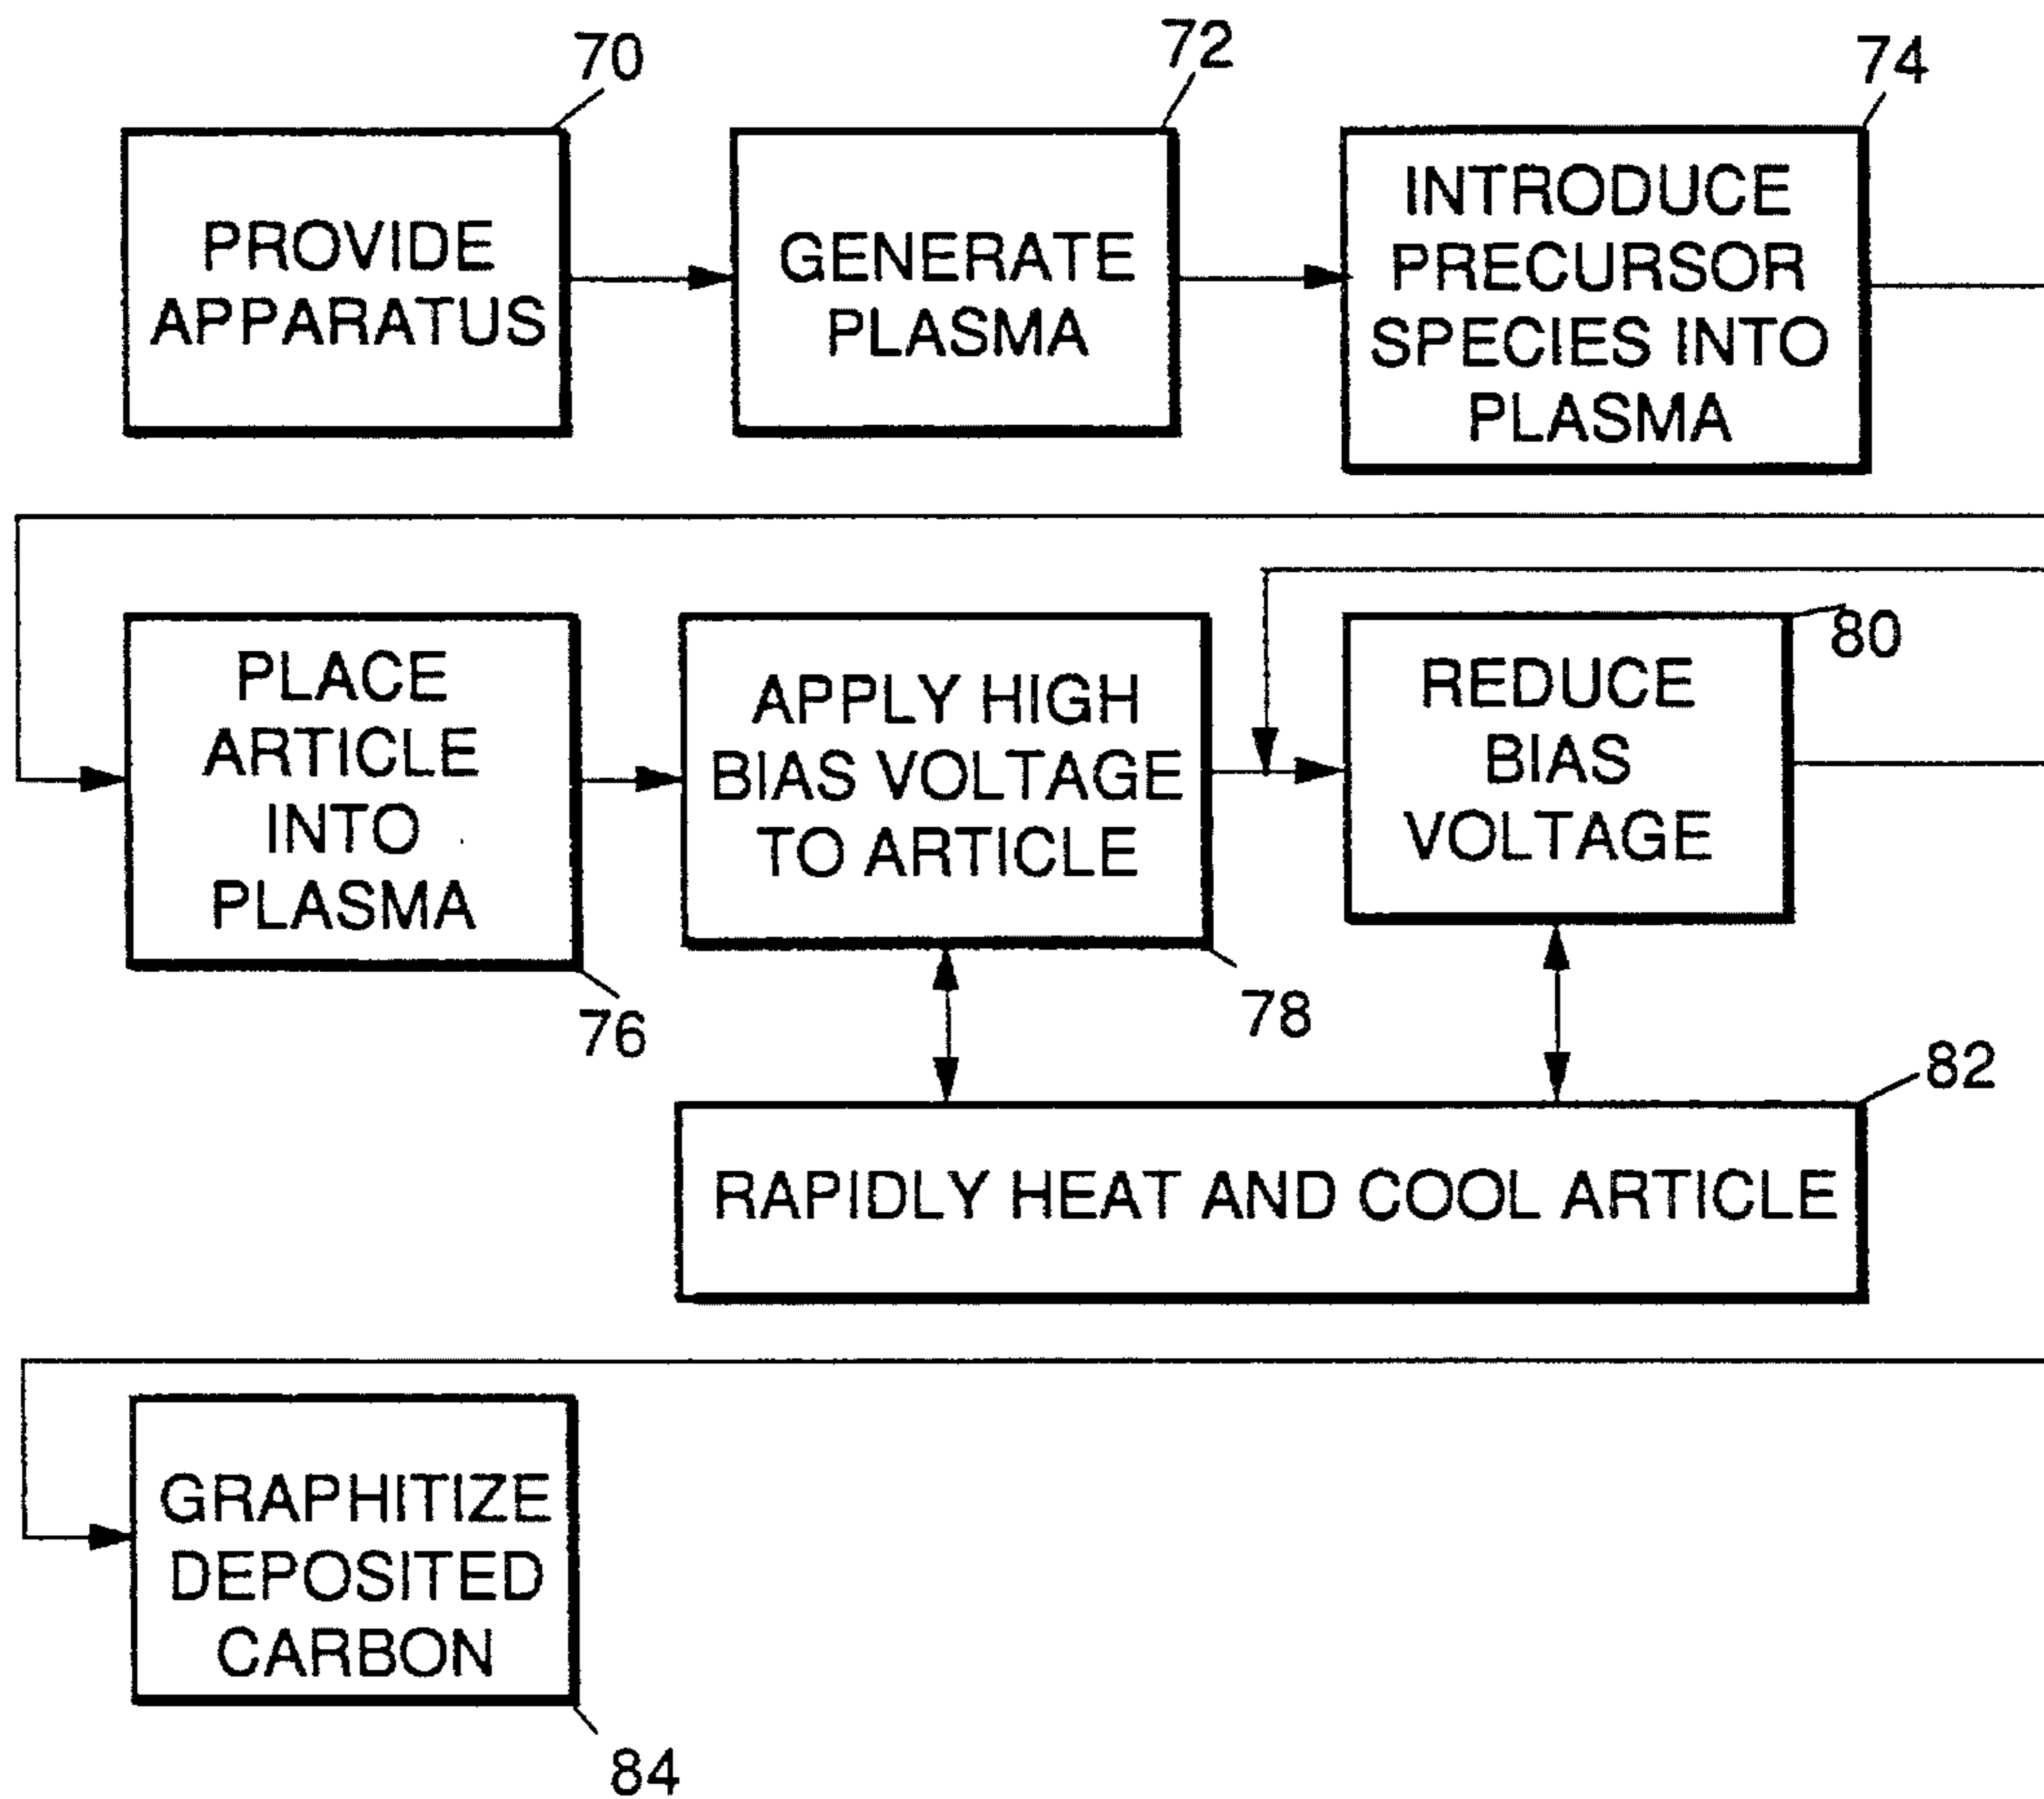 70
PROVIDE
APPARATUS
72
GENERATE
PLASMA
74
INTRODUCE
PRECURSOR
SPECIES INTO
PLASMA
PLACE
ARTICLE
INTO
PLASMA
76
APPLY HIGH
BIAS VOLTAGE
TO ARTICLE
78
80
REDUCE
BIAS
VOLTAGE
82
RAPIDLY HEAT AND COOL ARTICLE
GRAPHITIZE
DEPOSITED
CARBON
84